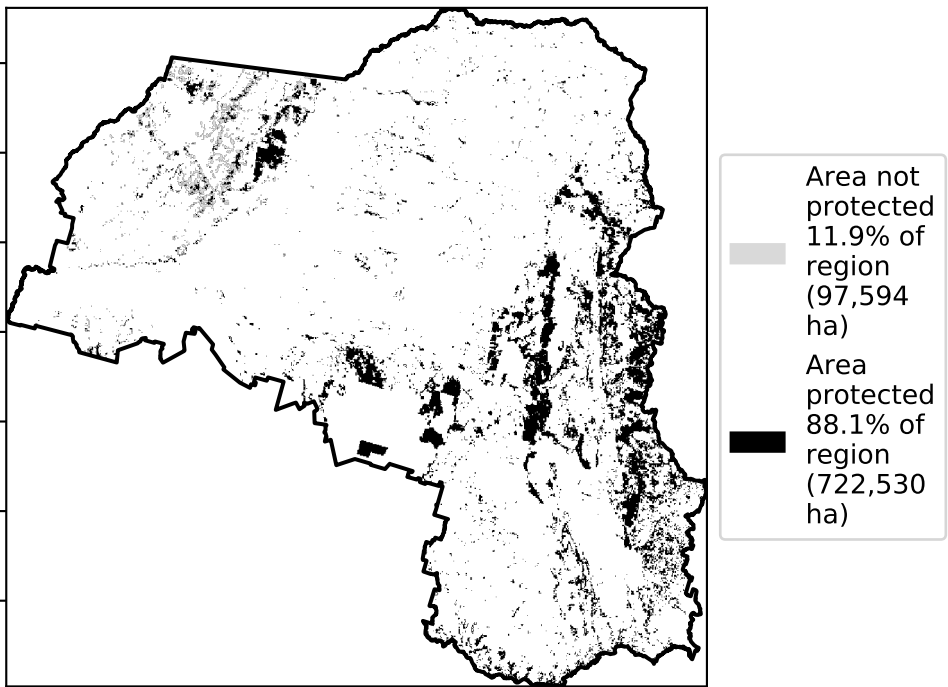 Area not
protected
11.9% of
region
(97,594
ha)
Area
protected
88.1% of
region
(722,530
ha)